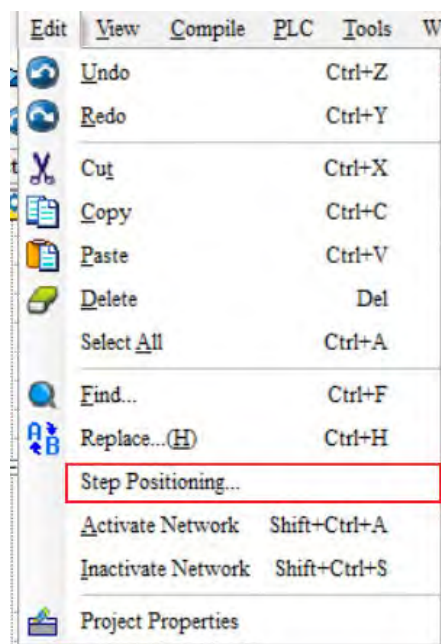 Edit View Compile PLC Tools W
Undo Ctrl+Z
Redo Ctrl+Y
Cut Ctrl+X
Copy Ctrl+C
Paste Ctrl+V
Delete Del
Select All Ctrl+A
Find... Ctrl+F
Replace...(H) Ctrl+H
Step Positioning...
Activate Network Shift+Ctrl+A
Inactivate Network Shift+Ctrl+S
Project Properties